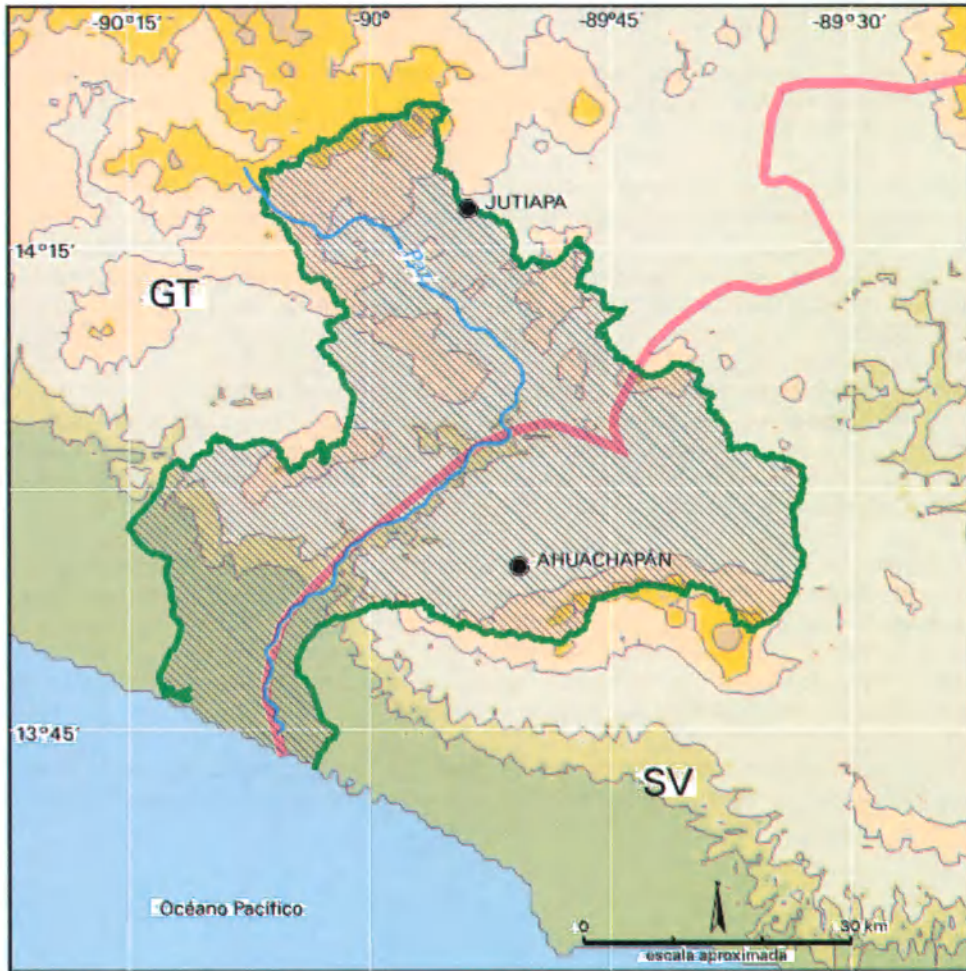 -90°15′ -90° -89°45′ -89°30′
JUTIAPA
14°15′
Paz
GT
AHUACHAPÁN
13°45′
SV
Océano Pacífico
0 30 km
escala aproximada